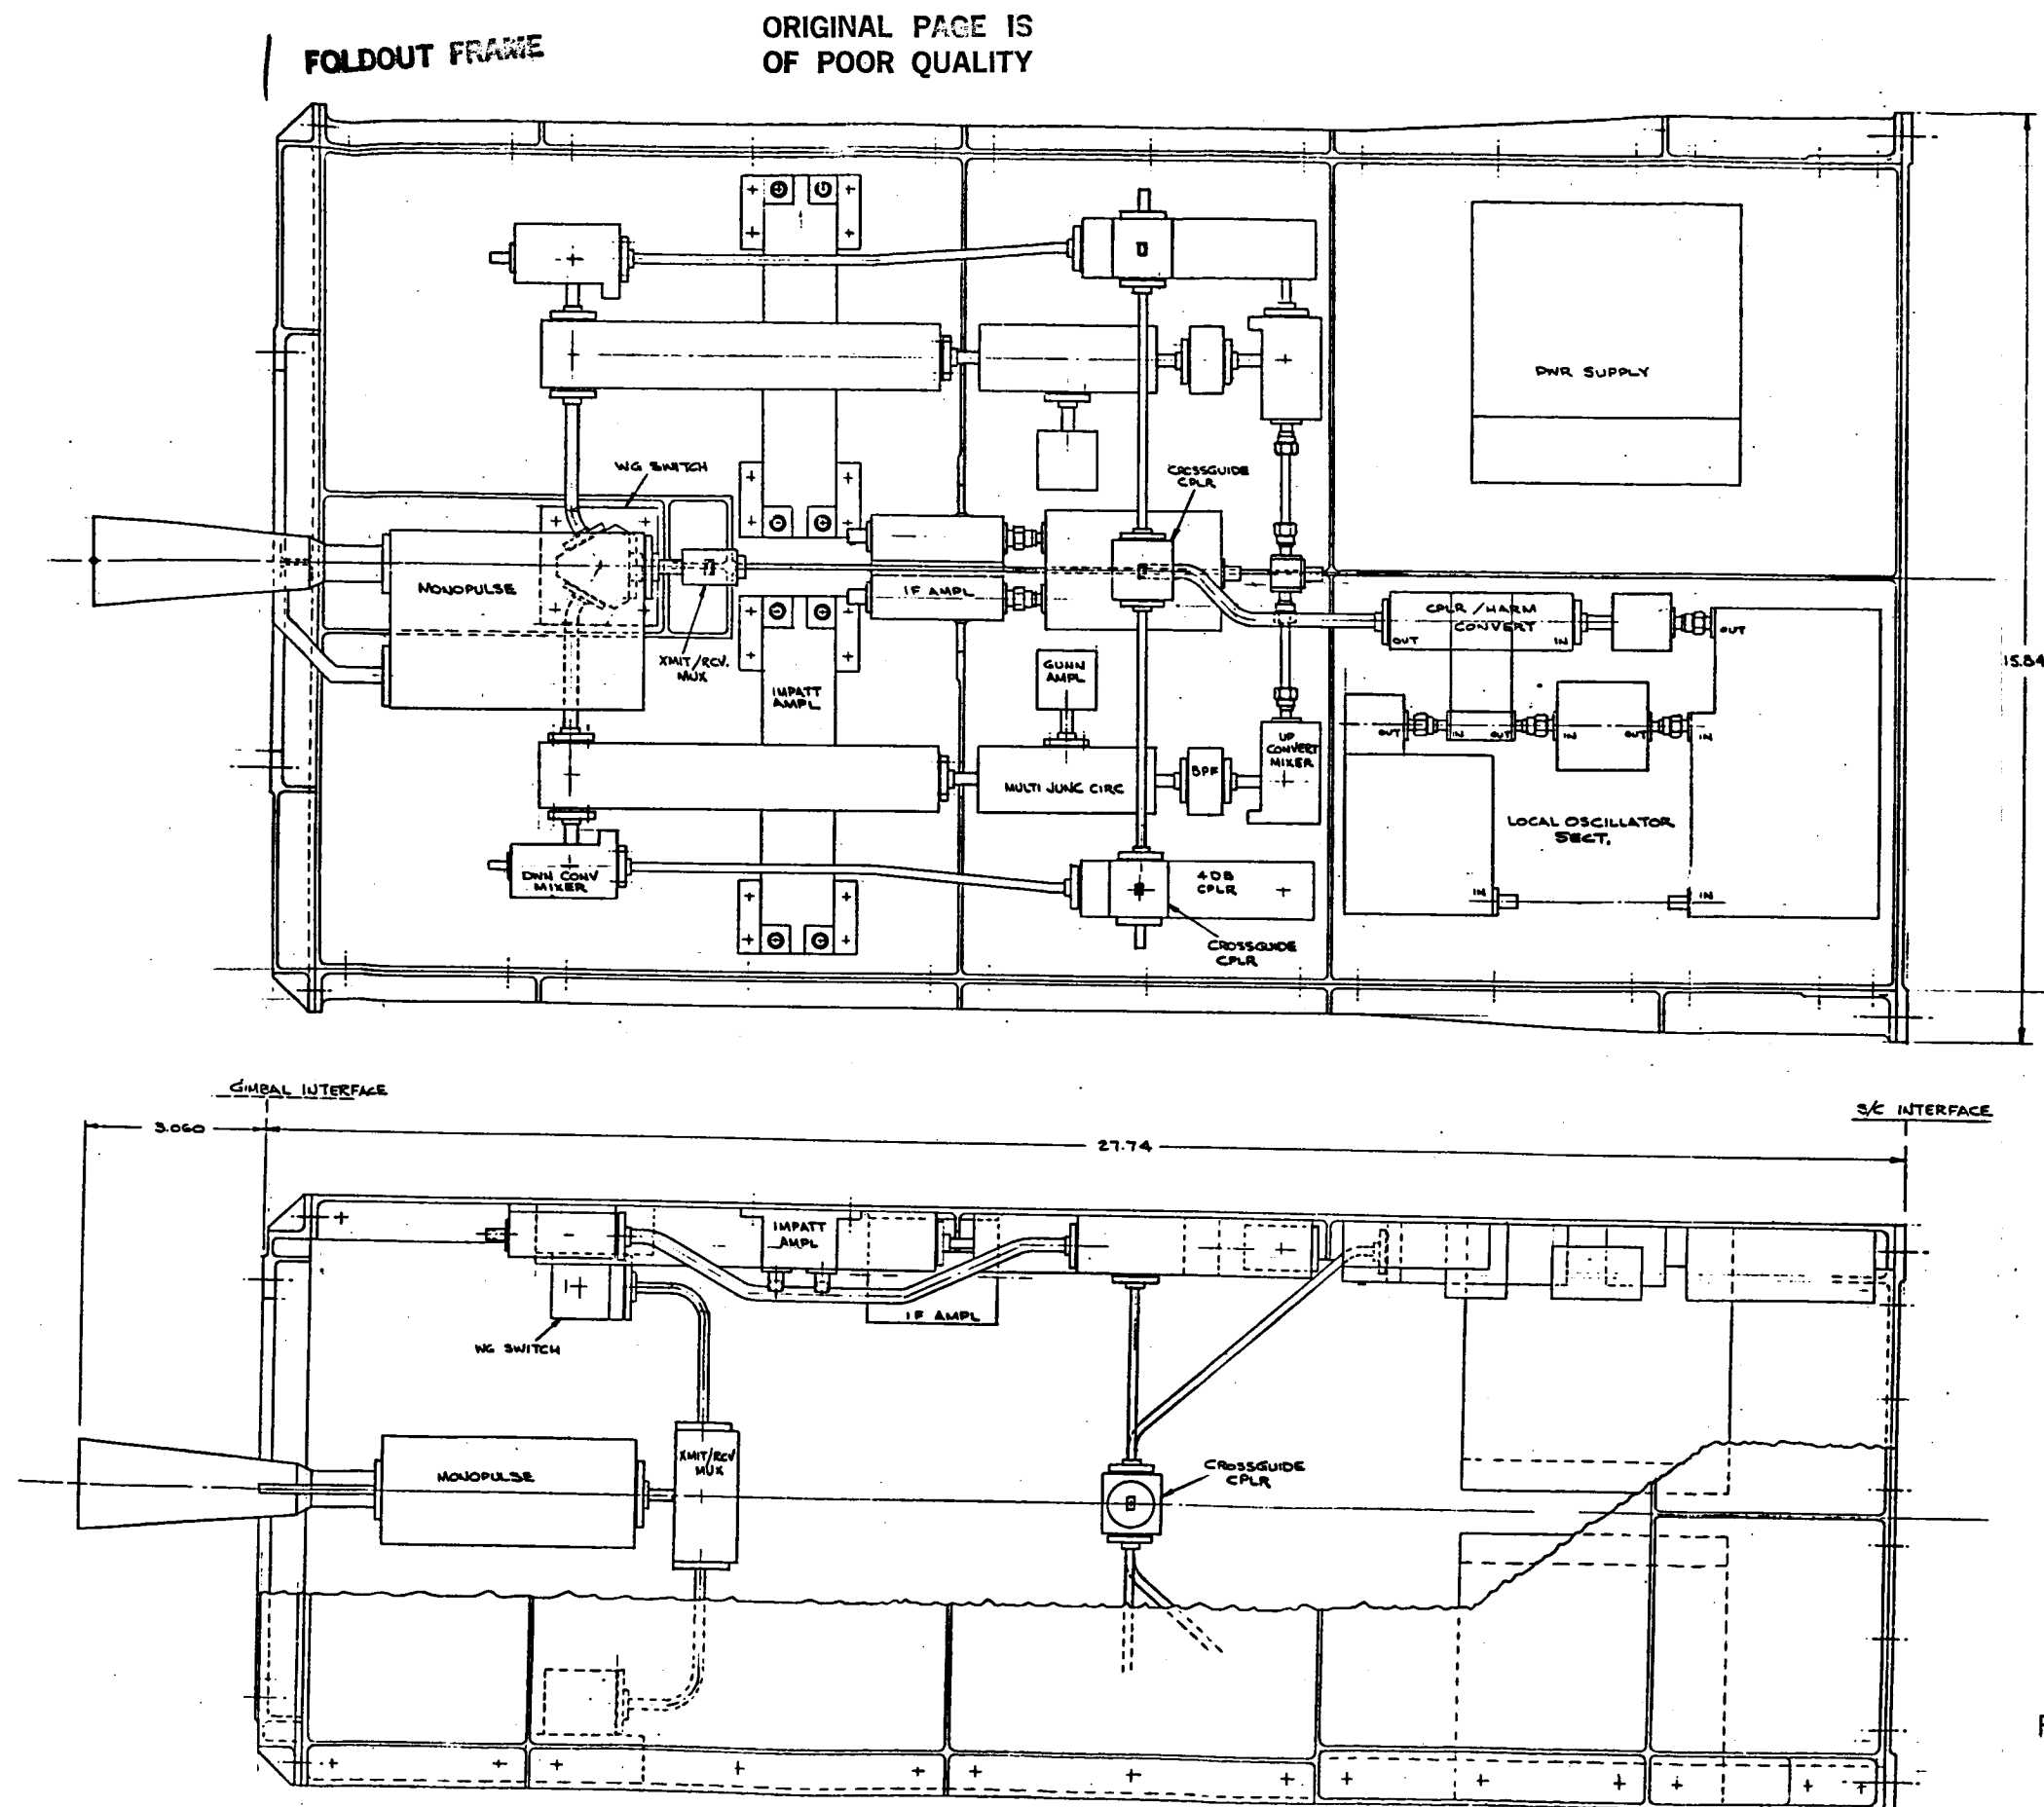 FOLDOUT FRAME
ORIGINAL PAGE IS
OF POOR QUALITY
PWR SUPPLY
WG SWITCH
CROSSGUIDE
CPLR
MONOPULSE
IF AMPL
XMIT/RCV.
MUX
IMPATT
AMPL
GUNN
AMPL
CPLR/HARM
CONVERT
OUT
IN
OUT
15.84
OUT
IN
OUT
IN
OUT
IN
UP
CONVERT
MIXER
BPF
MULTI JUNC CIRC
LOCAL OSCILLATOR
SECT.
DWN CONV
MIXER
4DB
CPLR
IN
IN
CROSSGUIDE
CPLR
GIMBAL INTERFACE
S/C INTERFACE
3.060
27.74
IMPATT
AMPL
IF AMPL
WG SWITCH
MONOPULSE
XMIT/RCV
MUX
CROSSGUIDE
CPLR